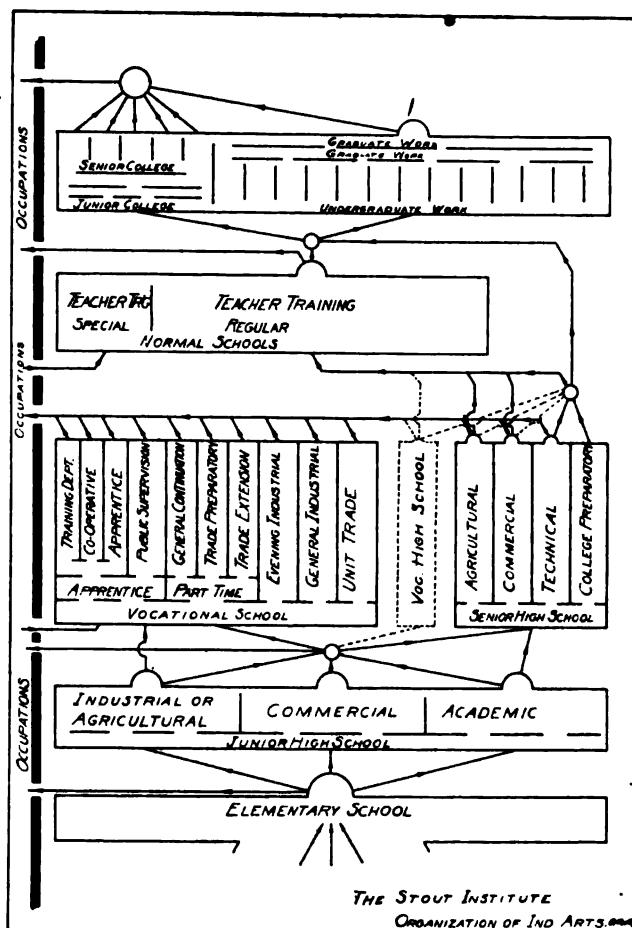 OCCUPATIONS
GRADUATE WORK
GRADUATE WORK
SENIOR COLLEGE
JUNIOR COLLEGE
UNDERGRADUATE WORK
TEACHER TRG
SPECIAL
TEACHER TRAINING
REGULAR
NORMAL SCHOOLS
OCCUPATIONS
TRAINING DEPT.
CO-OPERATIVE
APPRENTICE
PUBLIC SUPERVISION
GENERAL CONTINUATION
TRADE PREPARATORY
TRADE EXTENSION
EVENING INDUSTRIAL
GENERAL INDUSTRIAL
UNIT TRADE
APPRENTICE
PART TIME
VOCATIONAL SCHOOL
VOC. HIGH SCHOOL
AGRICULTURAL
COMMERCIAL
TECHNICAL
COLLEGE PREPARATORY
SENIOR HIGH SCHOOL
OCCUPATIONS
INDUSTRIAL OR
AGRICULTURAL
COMMERCIAL
ACADEMIC
JUNIOR HIGH SCHOOL
ELEMENTARY SCHOOL
THE STOUT INSTITUTE
ORGANIZATION OF IND ARTS.